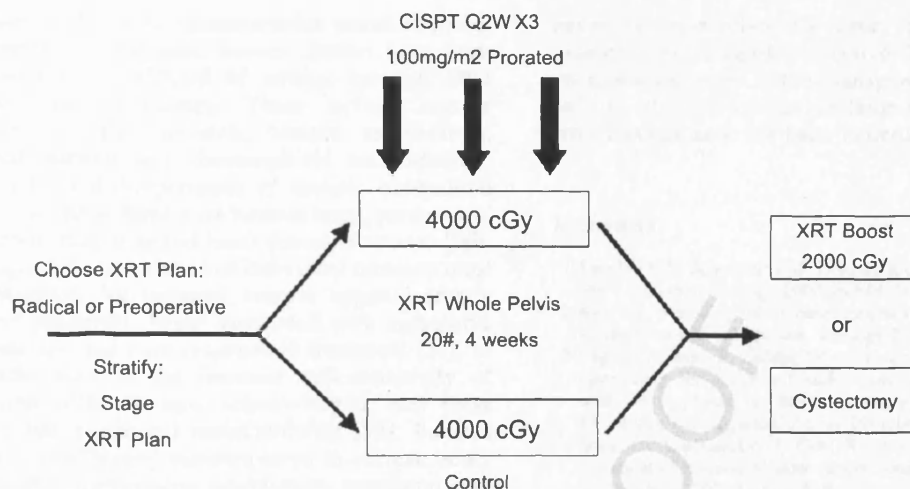 CISPT Q2W X3
100mg/m2 Prorated
4000 cGy
Choose XRT Plan:
Radical or Preoperative
Stratify:
Stage
XRT Plan
XRT Whole Pelvis
20#, 4 weeks
4000 cGy
Control
XRT Boost
2000 cGy
or
Cystectomy